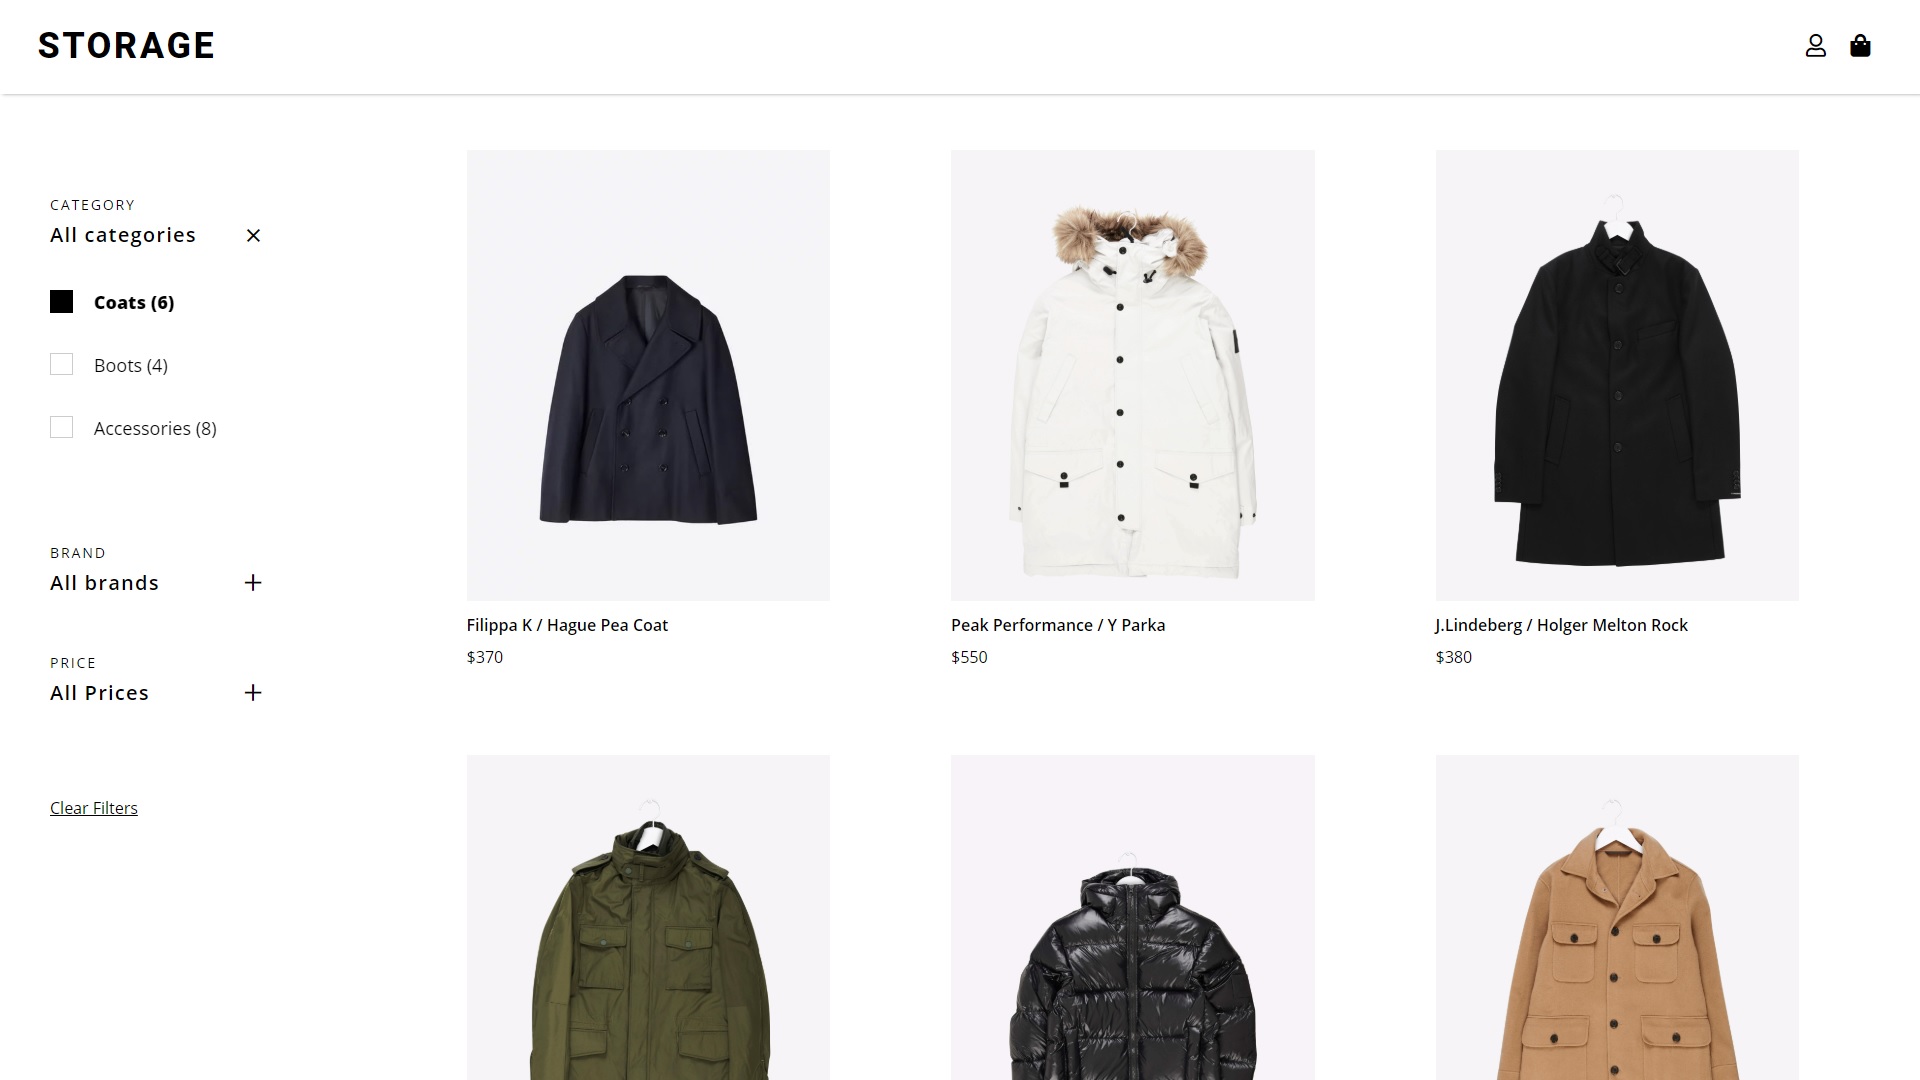 STORAGE
CATEGORY
All categories
Coats (6)
Boots (4)
Accessories (8)
BRAND
All brands
PRICE
All Prices
Clear Filters
Filippa K / Hague Pea Coat
$370
Peak Performance / Y Parka
$550
J.Lindeberg / Holger Melton Rock
$380